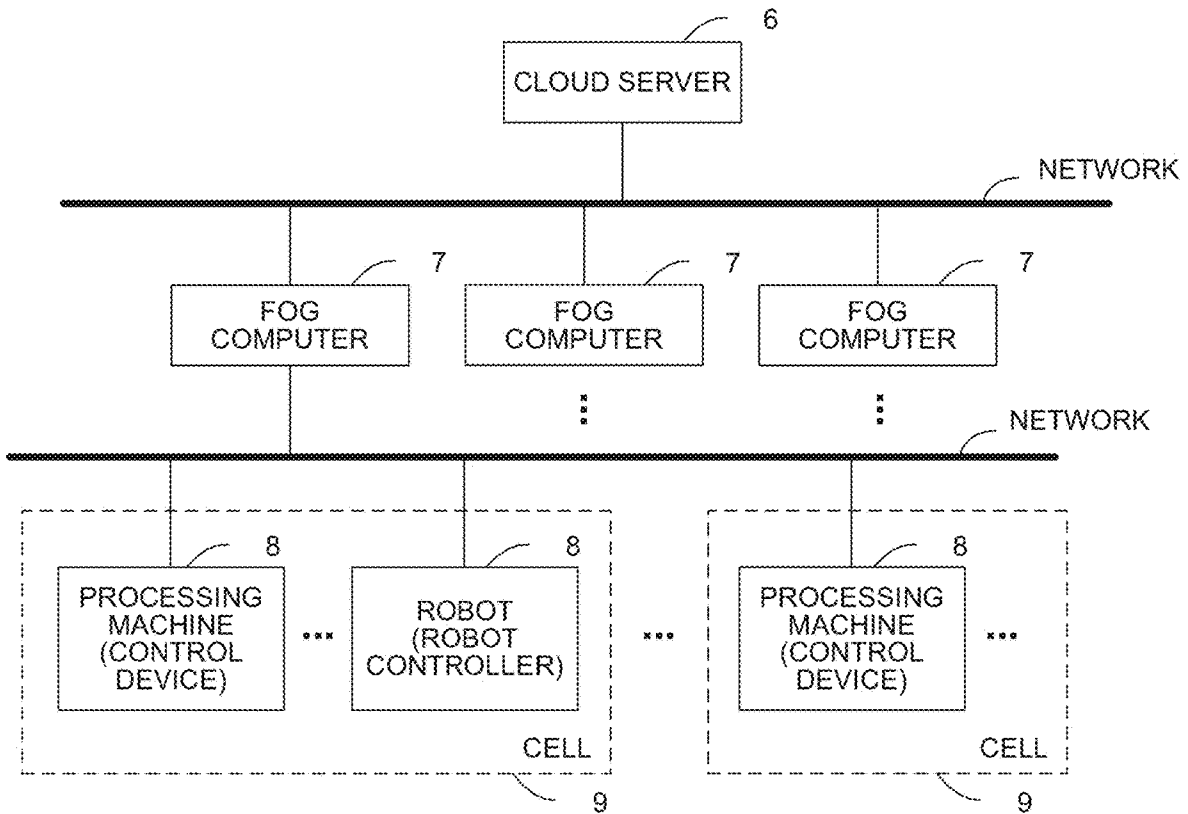 6
CLOUD SERVER
NETWORK
7
7
7
FOG
COMPUTER
FOG
COMPUTER
FOG
COMPUTER
NETWORK
8
8
8
PROCESSING
MACHINE
(CONTROL
DEVICE)
ROBOT
(ROBOT
CONTROLLER)
PROCESSING
MACHINE
(CONTROL
DEVICE)
CELL
CELL
9
9